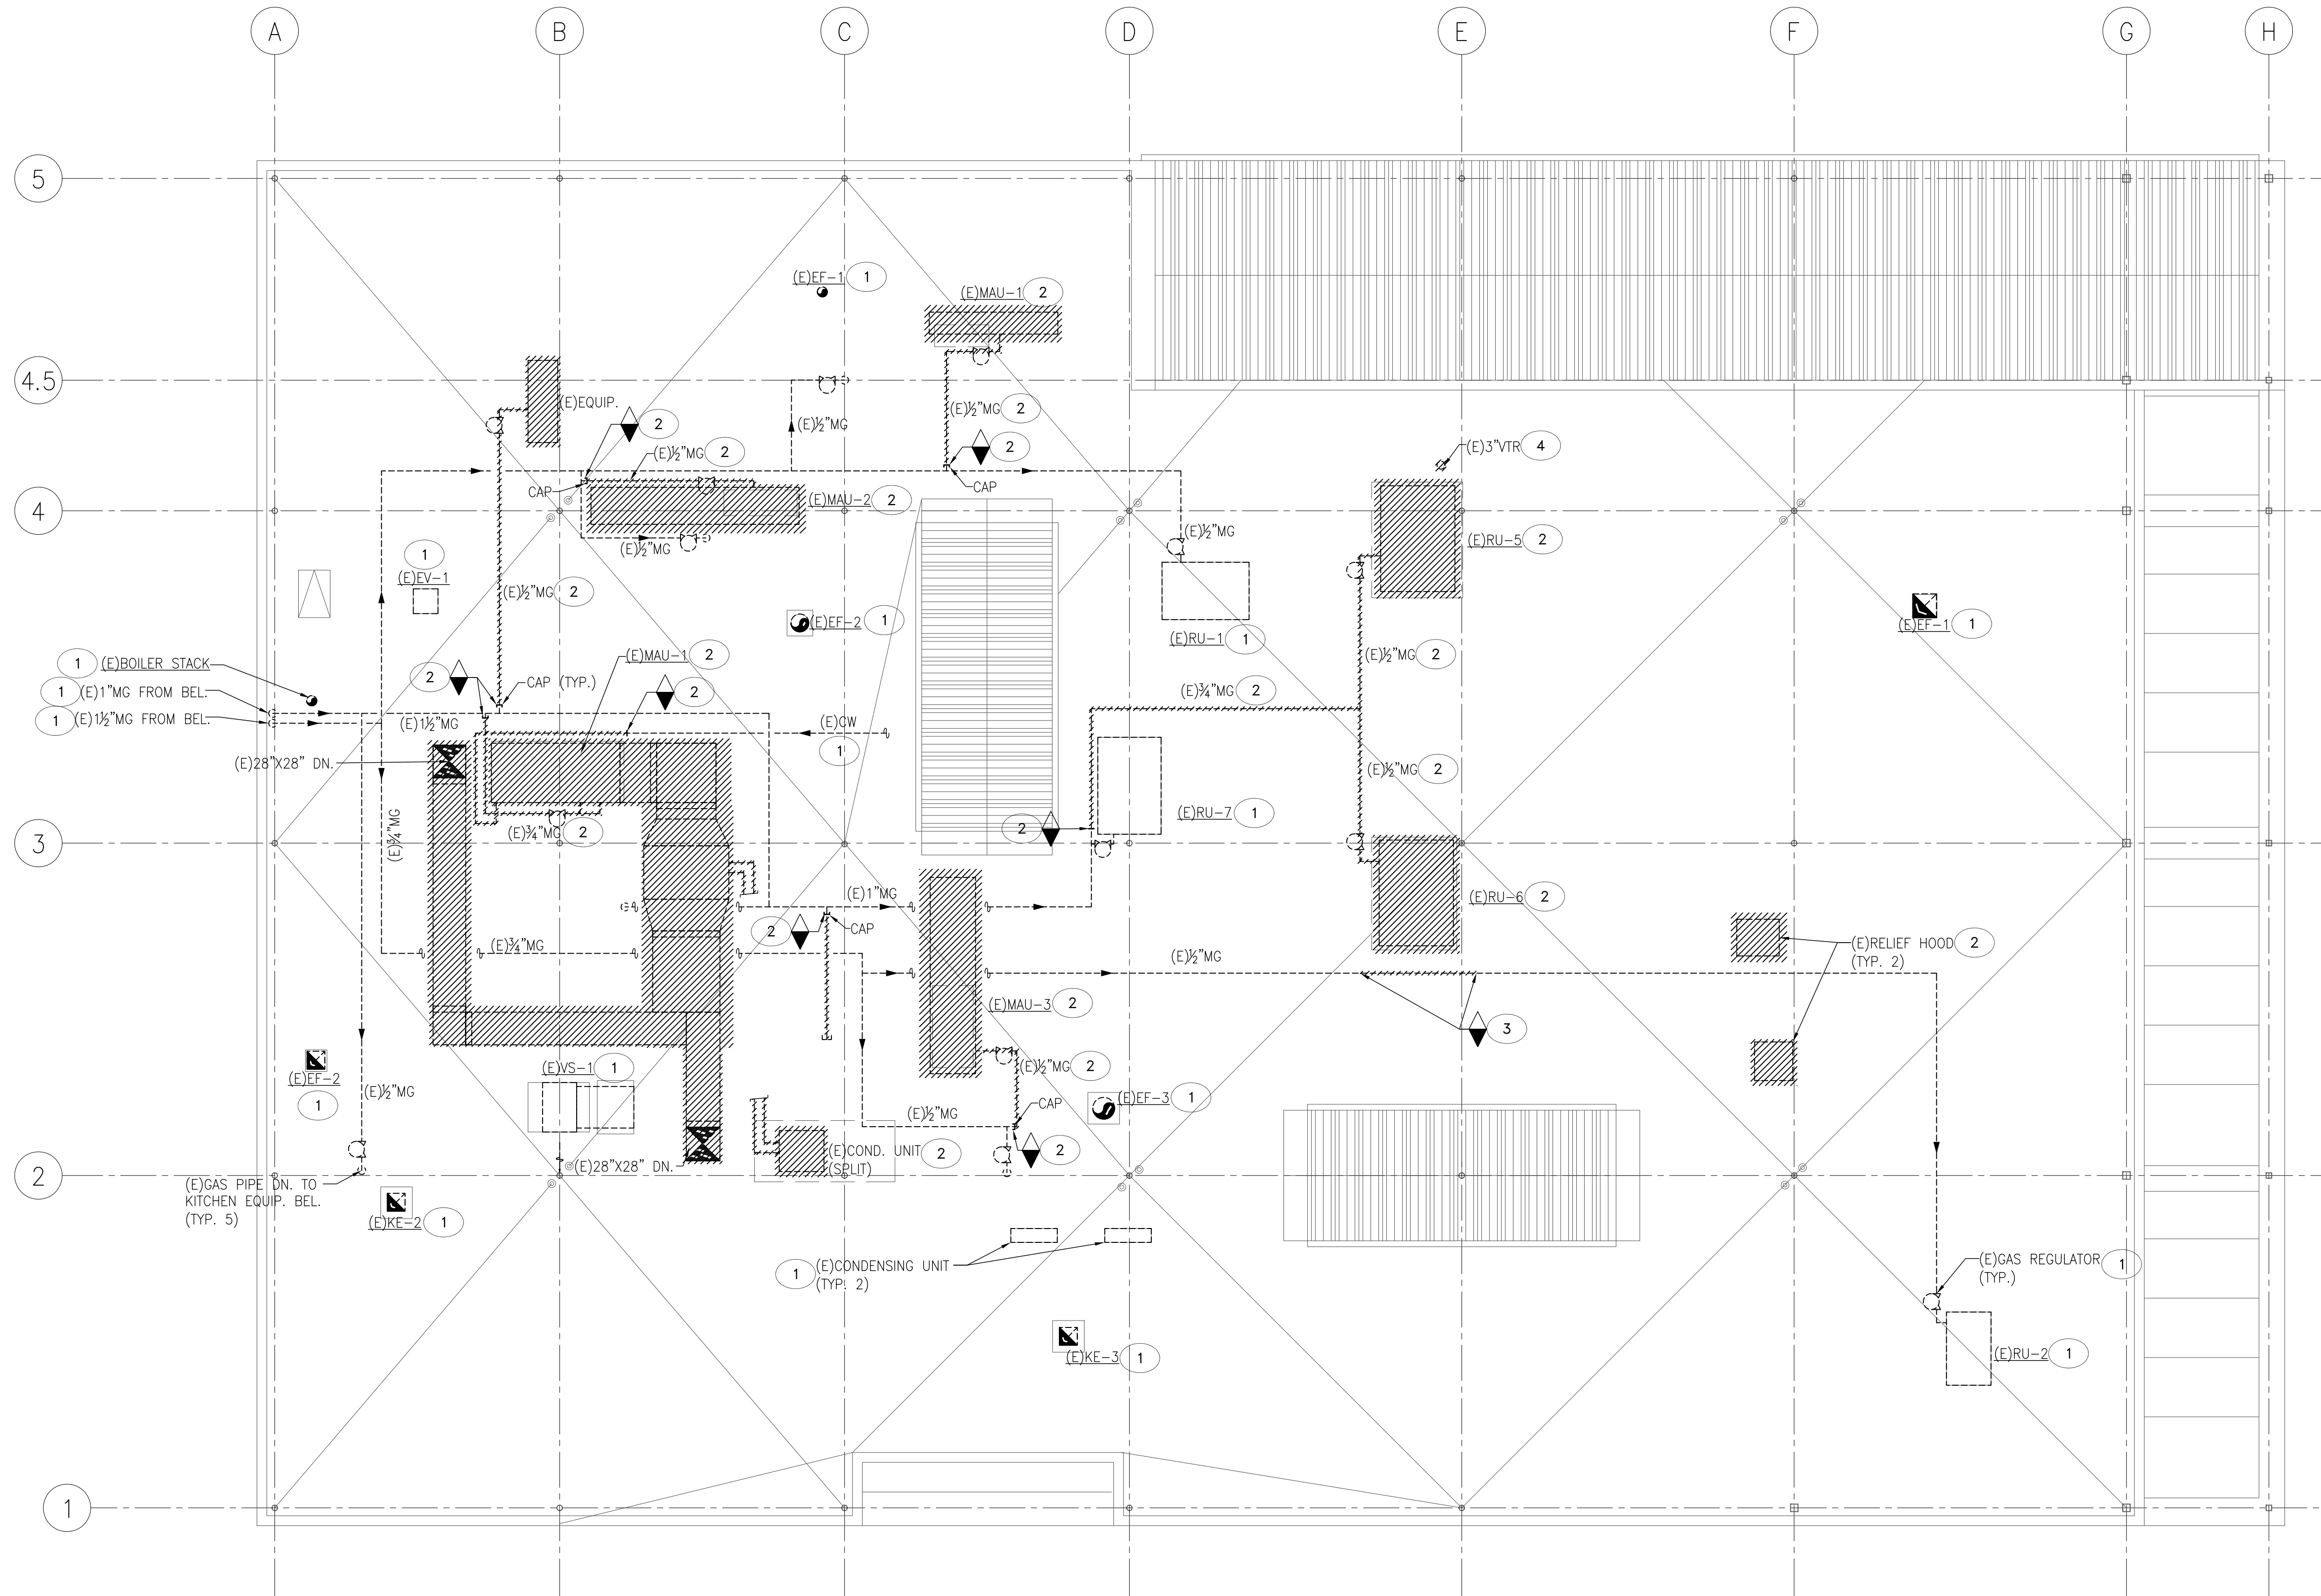 A
B
C
D
E
F
G
H
5
(E)EF-1 1
(E)MAU-1 2
4.5
(E)EQUIP.
2
(E)½"MG 2
(E)½"MG
(E)½"MG 2
2
CAP
CAP
(E)3"VTR 4
(E)MAU-2 2
4
(E)½"MG
(E)½"MG
(E)RU-5 2
1
(E)EV-1
(E)½"MG 2
(E)EF-2 1
(E)RU-1 1
(E)EF-1 1
1 (E)BOILER STACK
1 (E)1"MG FROM BEL.
1 (E)1½"MG FROM BEL.
(E)MAU-1 2
2
CAP (TYP.)
2
(E)½"MG 2
(E)¾"MG 2
(E)1½"MG
(E)CW
1
(E)28"X28" DN.
(E)½"MG 2
(E)¾"MG
(E)¾"MG 2
(E)RU-7 1
2
3
(E)1"MG
(E)RU-6 2
2
CAP
(E)¾"MG
(E)½"MG
(E)RELIEF HOOD 2
(TYP. 2)
(E)MAU-3 2
3
(E)EF-2
1
(E)½"MG
(E)VS-1 1
(E)½"MG 2
(E)½"MG
CAP
(E)EF-3 1
2
(E)COND. UNIT 2
(SPLIT)
(E)28"X28" DN.
2
(E)GAS PIPE DN. TO
KITCHEN EQUIP. BEL.
(TYP. 5)
(E)KE-2 1
1 (E)CONDENSING UNIT
(TYP. 2)
(E)GAS REGULATOR 1
(TYP.)
(E)KE-3 1
(E)RU-2 1
1